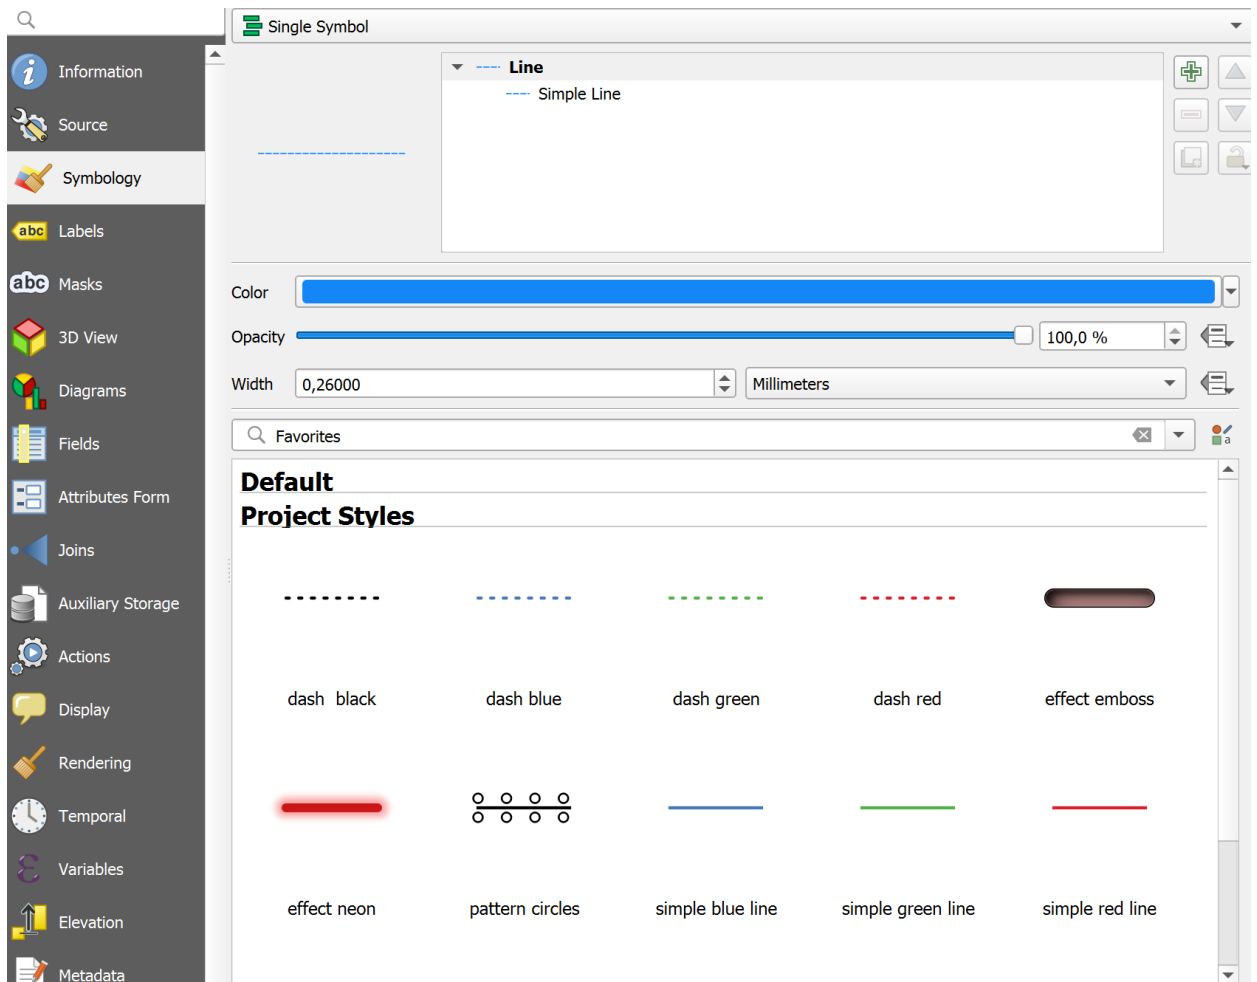 Single Symbol
Information
Source
Symbology
abc Labels
abc Masks
3D View
Diagrams
Fields
Attributes Form
Joins
Auxiliary Storage
Actions
Display
Rendering
Temporal
Variables
Elevation
Metadata
Line
Simple Line
Color
Opacity 100,0 %
Width 0,26000 Millimeters
Favorites
a
Default
Project Styles
dash  black dash blue dash green dash red effect emboss
effect neon pattern circles simple blue line simple green line simple red line